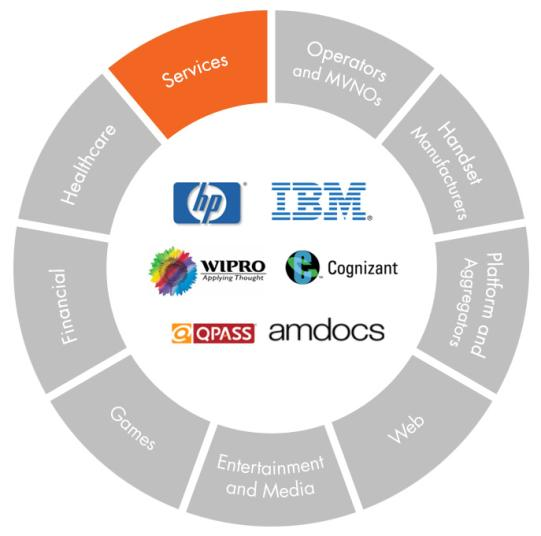 Services
Operators
and MVNOs
Handset
Manufacturers
Platform and
Aggregators
Web
Entertainment
and Media
Games
Financial
Healthcare
hp
IBM
WIPRO
Applying Thought
Cognizant
QPASS
amdocs